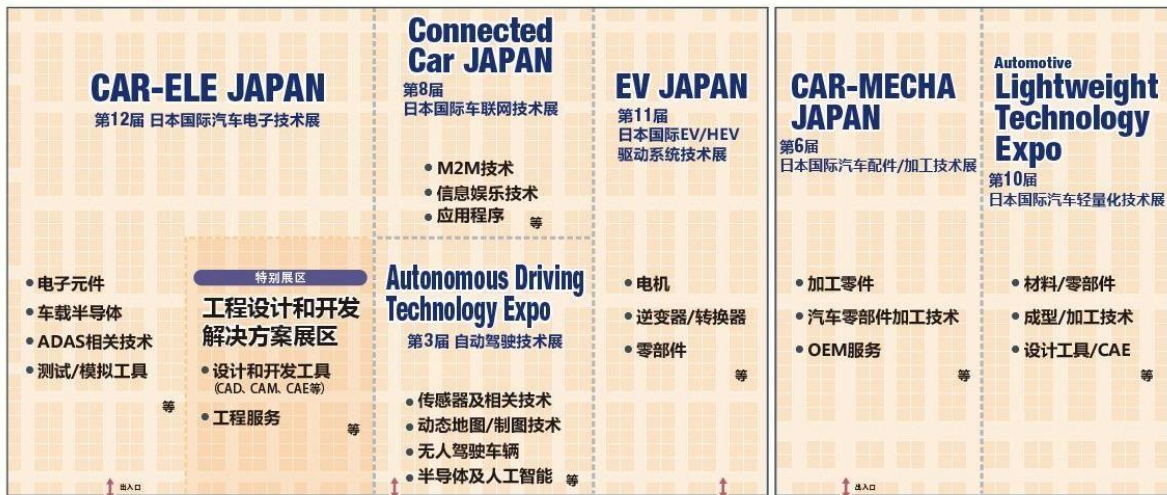 CAR-ELE JAPAN
第12届 日本国际汽车电子技术展
• 电子元件
• 车载半导体
• ADAS相关技术
• 测试/模拟工具
等
特别展区
工程设计和开发
解决方案展区
• 设计和开发工具
(CAD、CAM、CAE等)
• 工程服务
等
Connected
Car JAPAN
第8届
日本国际车联网技术展
• M2M技术
• 信息娱乐技术
• 应用程序
等
Autonomous Driving
Technology Expo
第3届 自动驾驶技术展
• 传感器及相关技术
• 动态地图/制图技术
• 无人驾驶车辆
• 半导体及人工智能
等
EV JAPAN
第11届
日本国际EV/HEV
驱动系统技术展
• 电机
• 逆变器/转换器
• 零部件
等
出入口
CAR-MECHA
JAPAN
第6届
日本国际汽车配件/加工技术展
• 加工零件
• 汽车零部件加工技术
• OEM服务
等
Automotive
Lightweight
Technology
Expo
第10届
日本国际汽车轻量化技术展
• 材料/零部件
• 成型/加工技术
• 设计工具/CAE
等
出入口